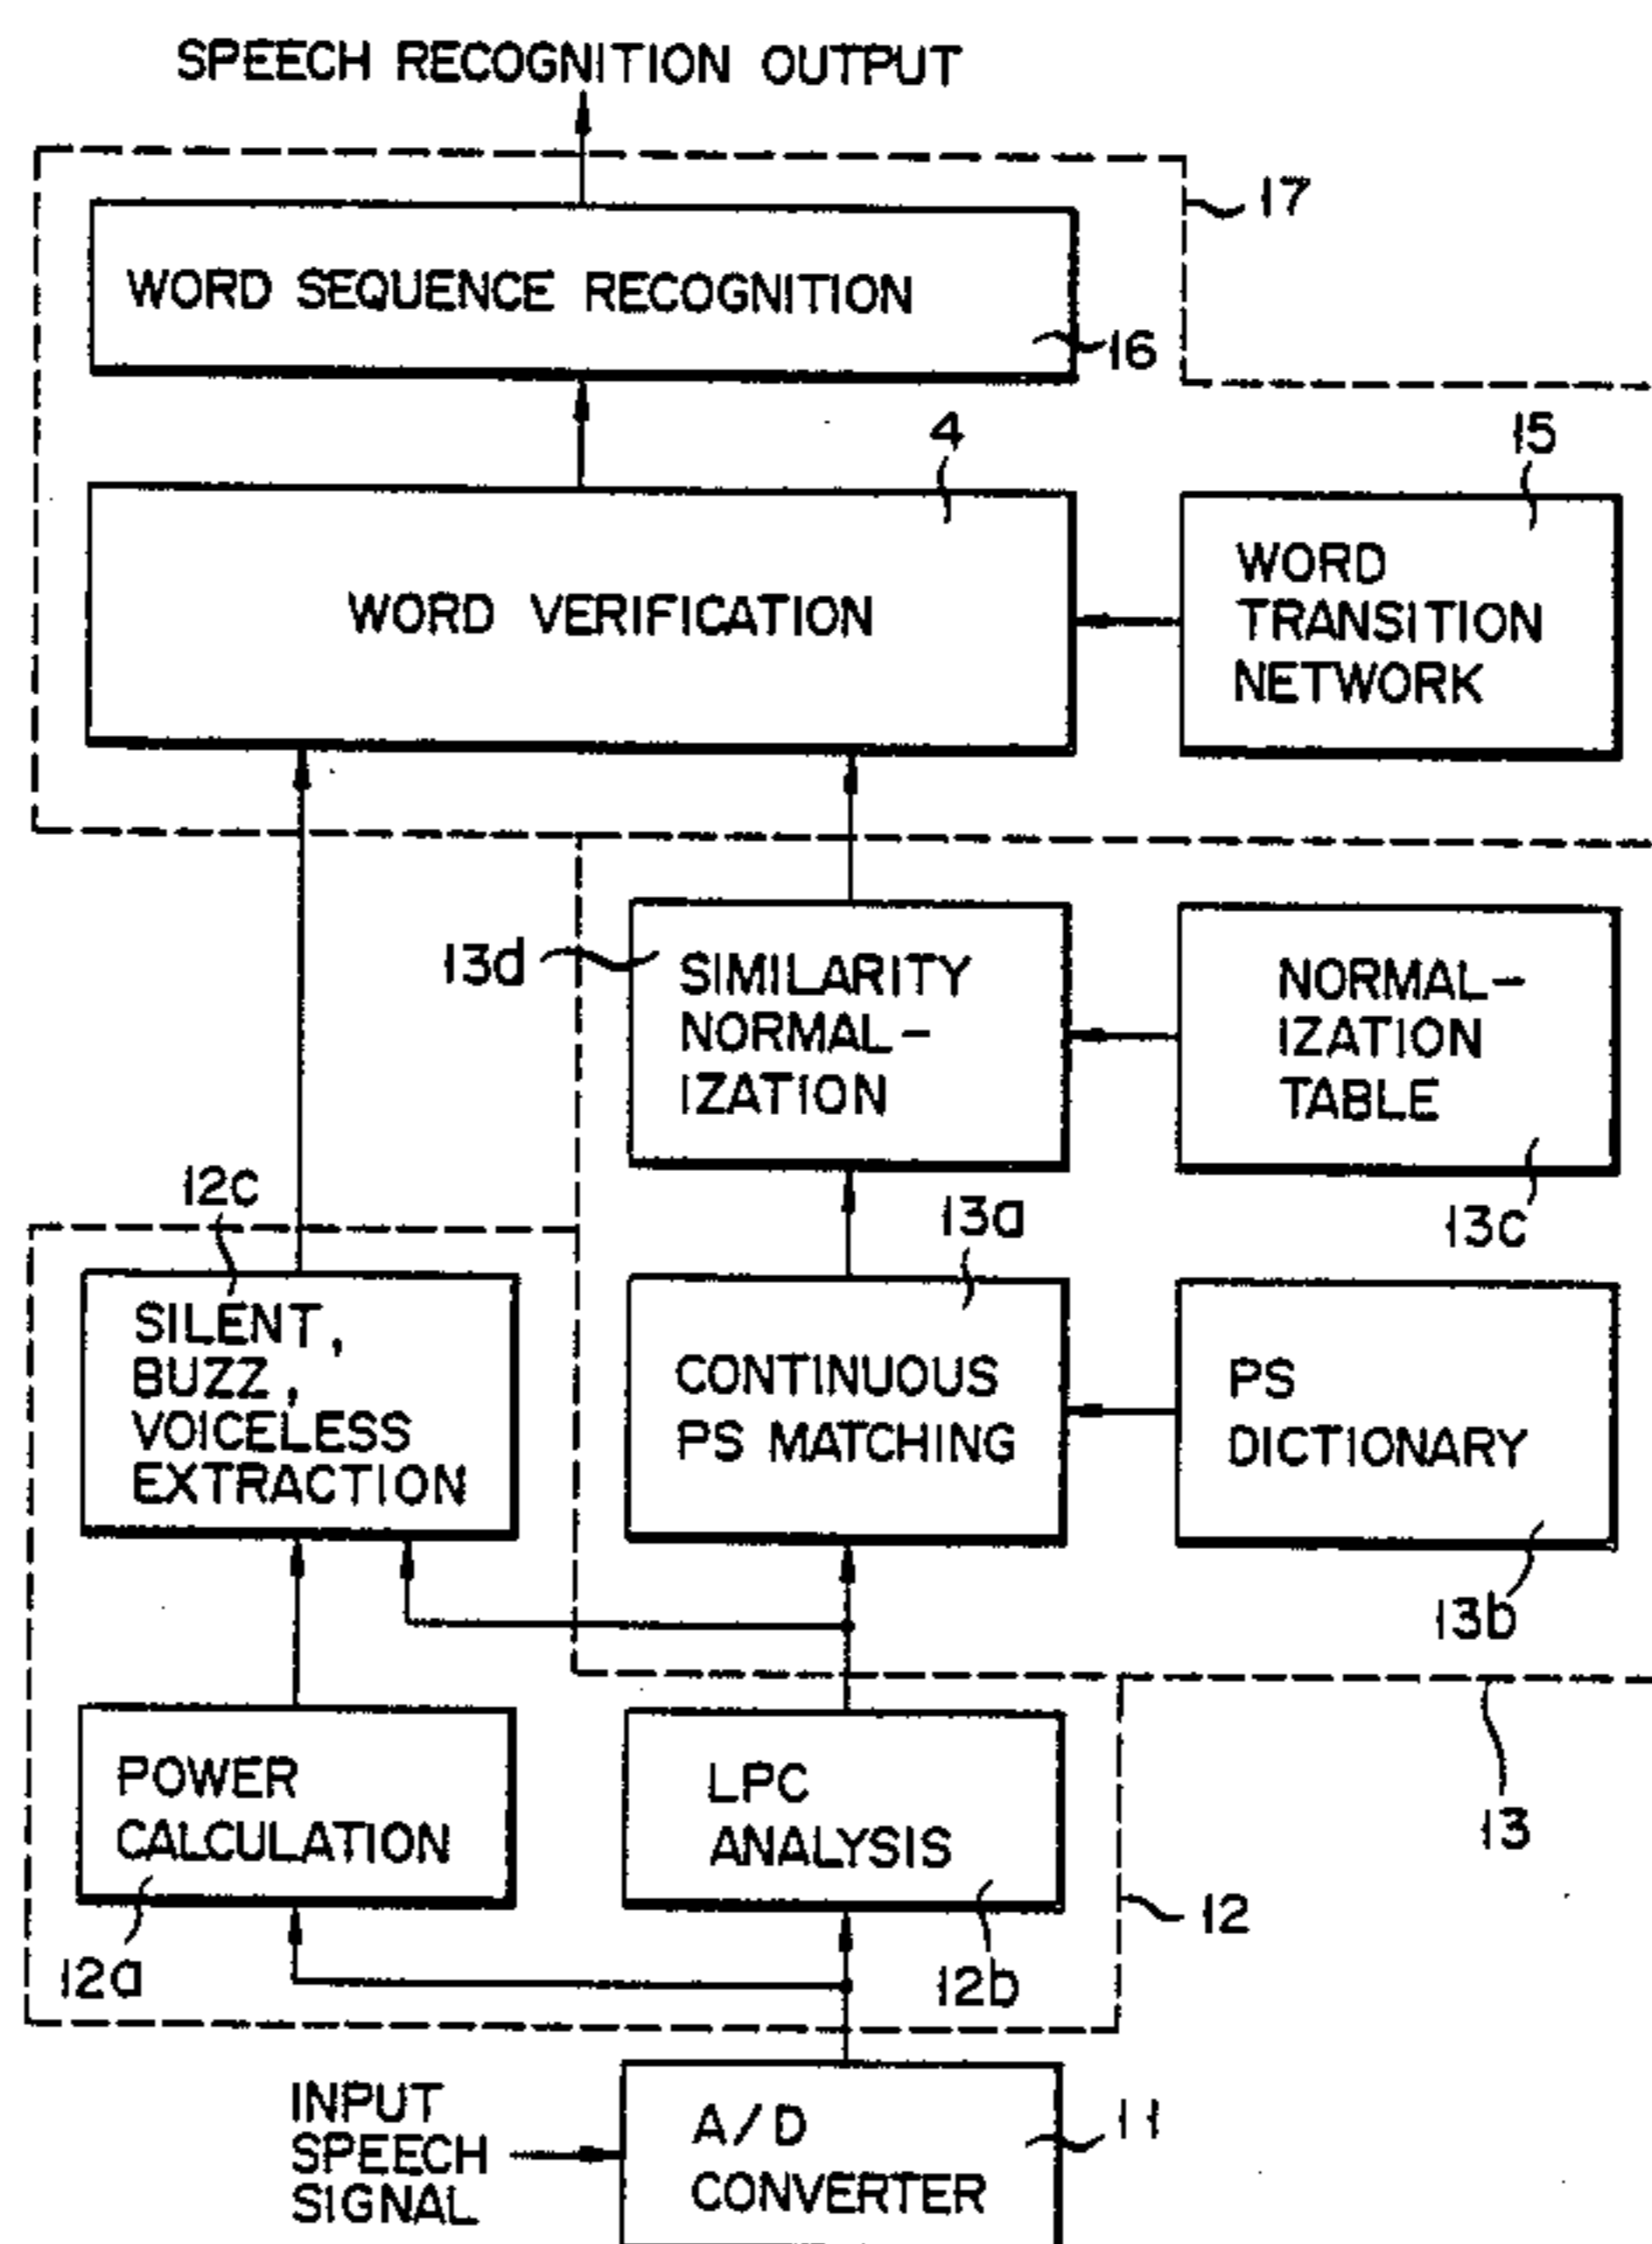 SPEECH RECOGNITION OUTPUT
17
WORD SEQUENCE RECOGNITION
16
4
15
WORD VERIFICATION
WORD
TRANSITION
NETWORK
13d
SIMILARITY
NORMAL-
IZATION
NORMAL-
IZATION
TABLE
13c
12c
13a
SILENT,
BUZZ,
VOICELESS
EXTRACTION
CONTINUOUS
PS MATCHING
PS
DICTIONARY
13b
POWER
CALCULATION
LPC
ANALYSIS
13
12
12a
12b
INPUT
SPEECH
SIGNAL
A/D
CONVERTER
11